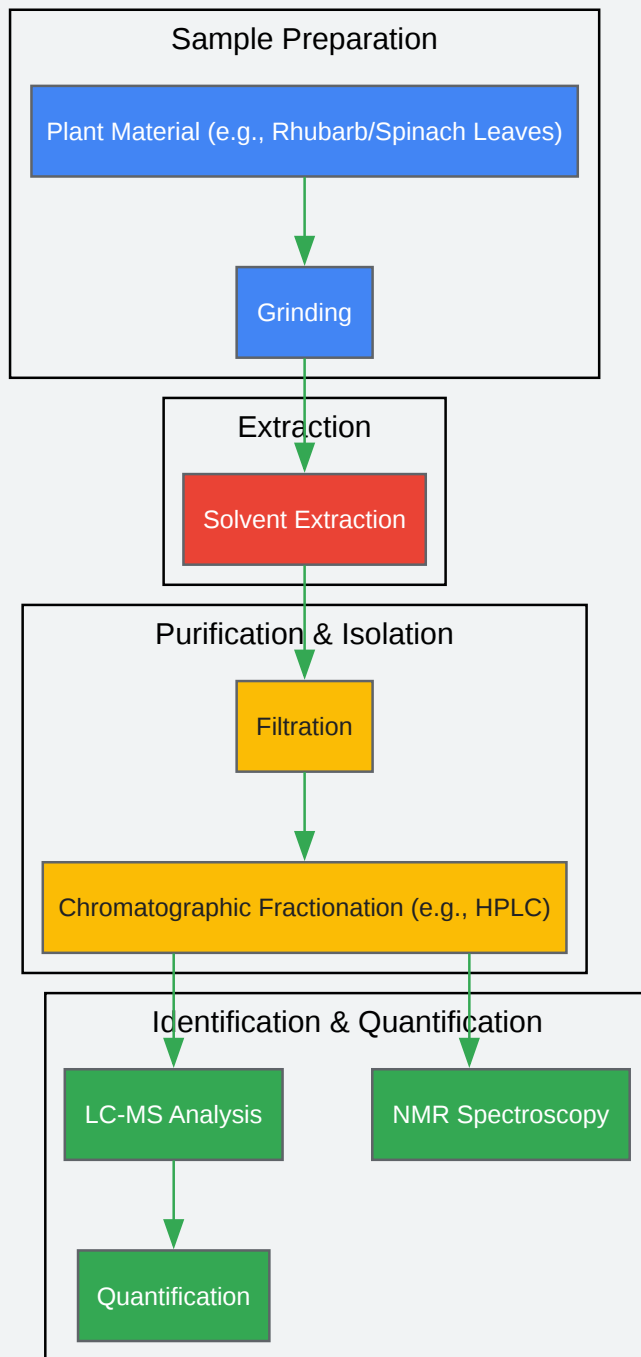 Sample Preparation
Plant Material (e.g., Rhubarb/Spinach Leaves)
Grinding
Extraction
Solvent Extraction
Purification & Isolation
Filtration
Chromatographic Fractionation (e.g., HPLC)
Identification & Quantification
LC-MS Analysis
NMR Spectroscopy
Quantification